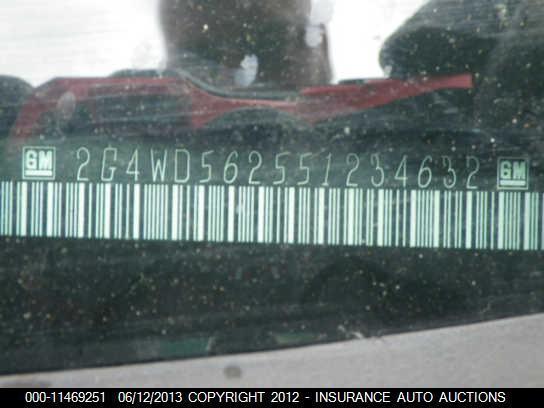 GM 2G4WD562551234632 GM
000-11469251 06/12/2013 COPYRIGHT 2012 - INSURANCE AUTO AUCTIONS